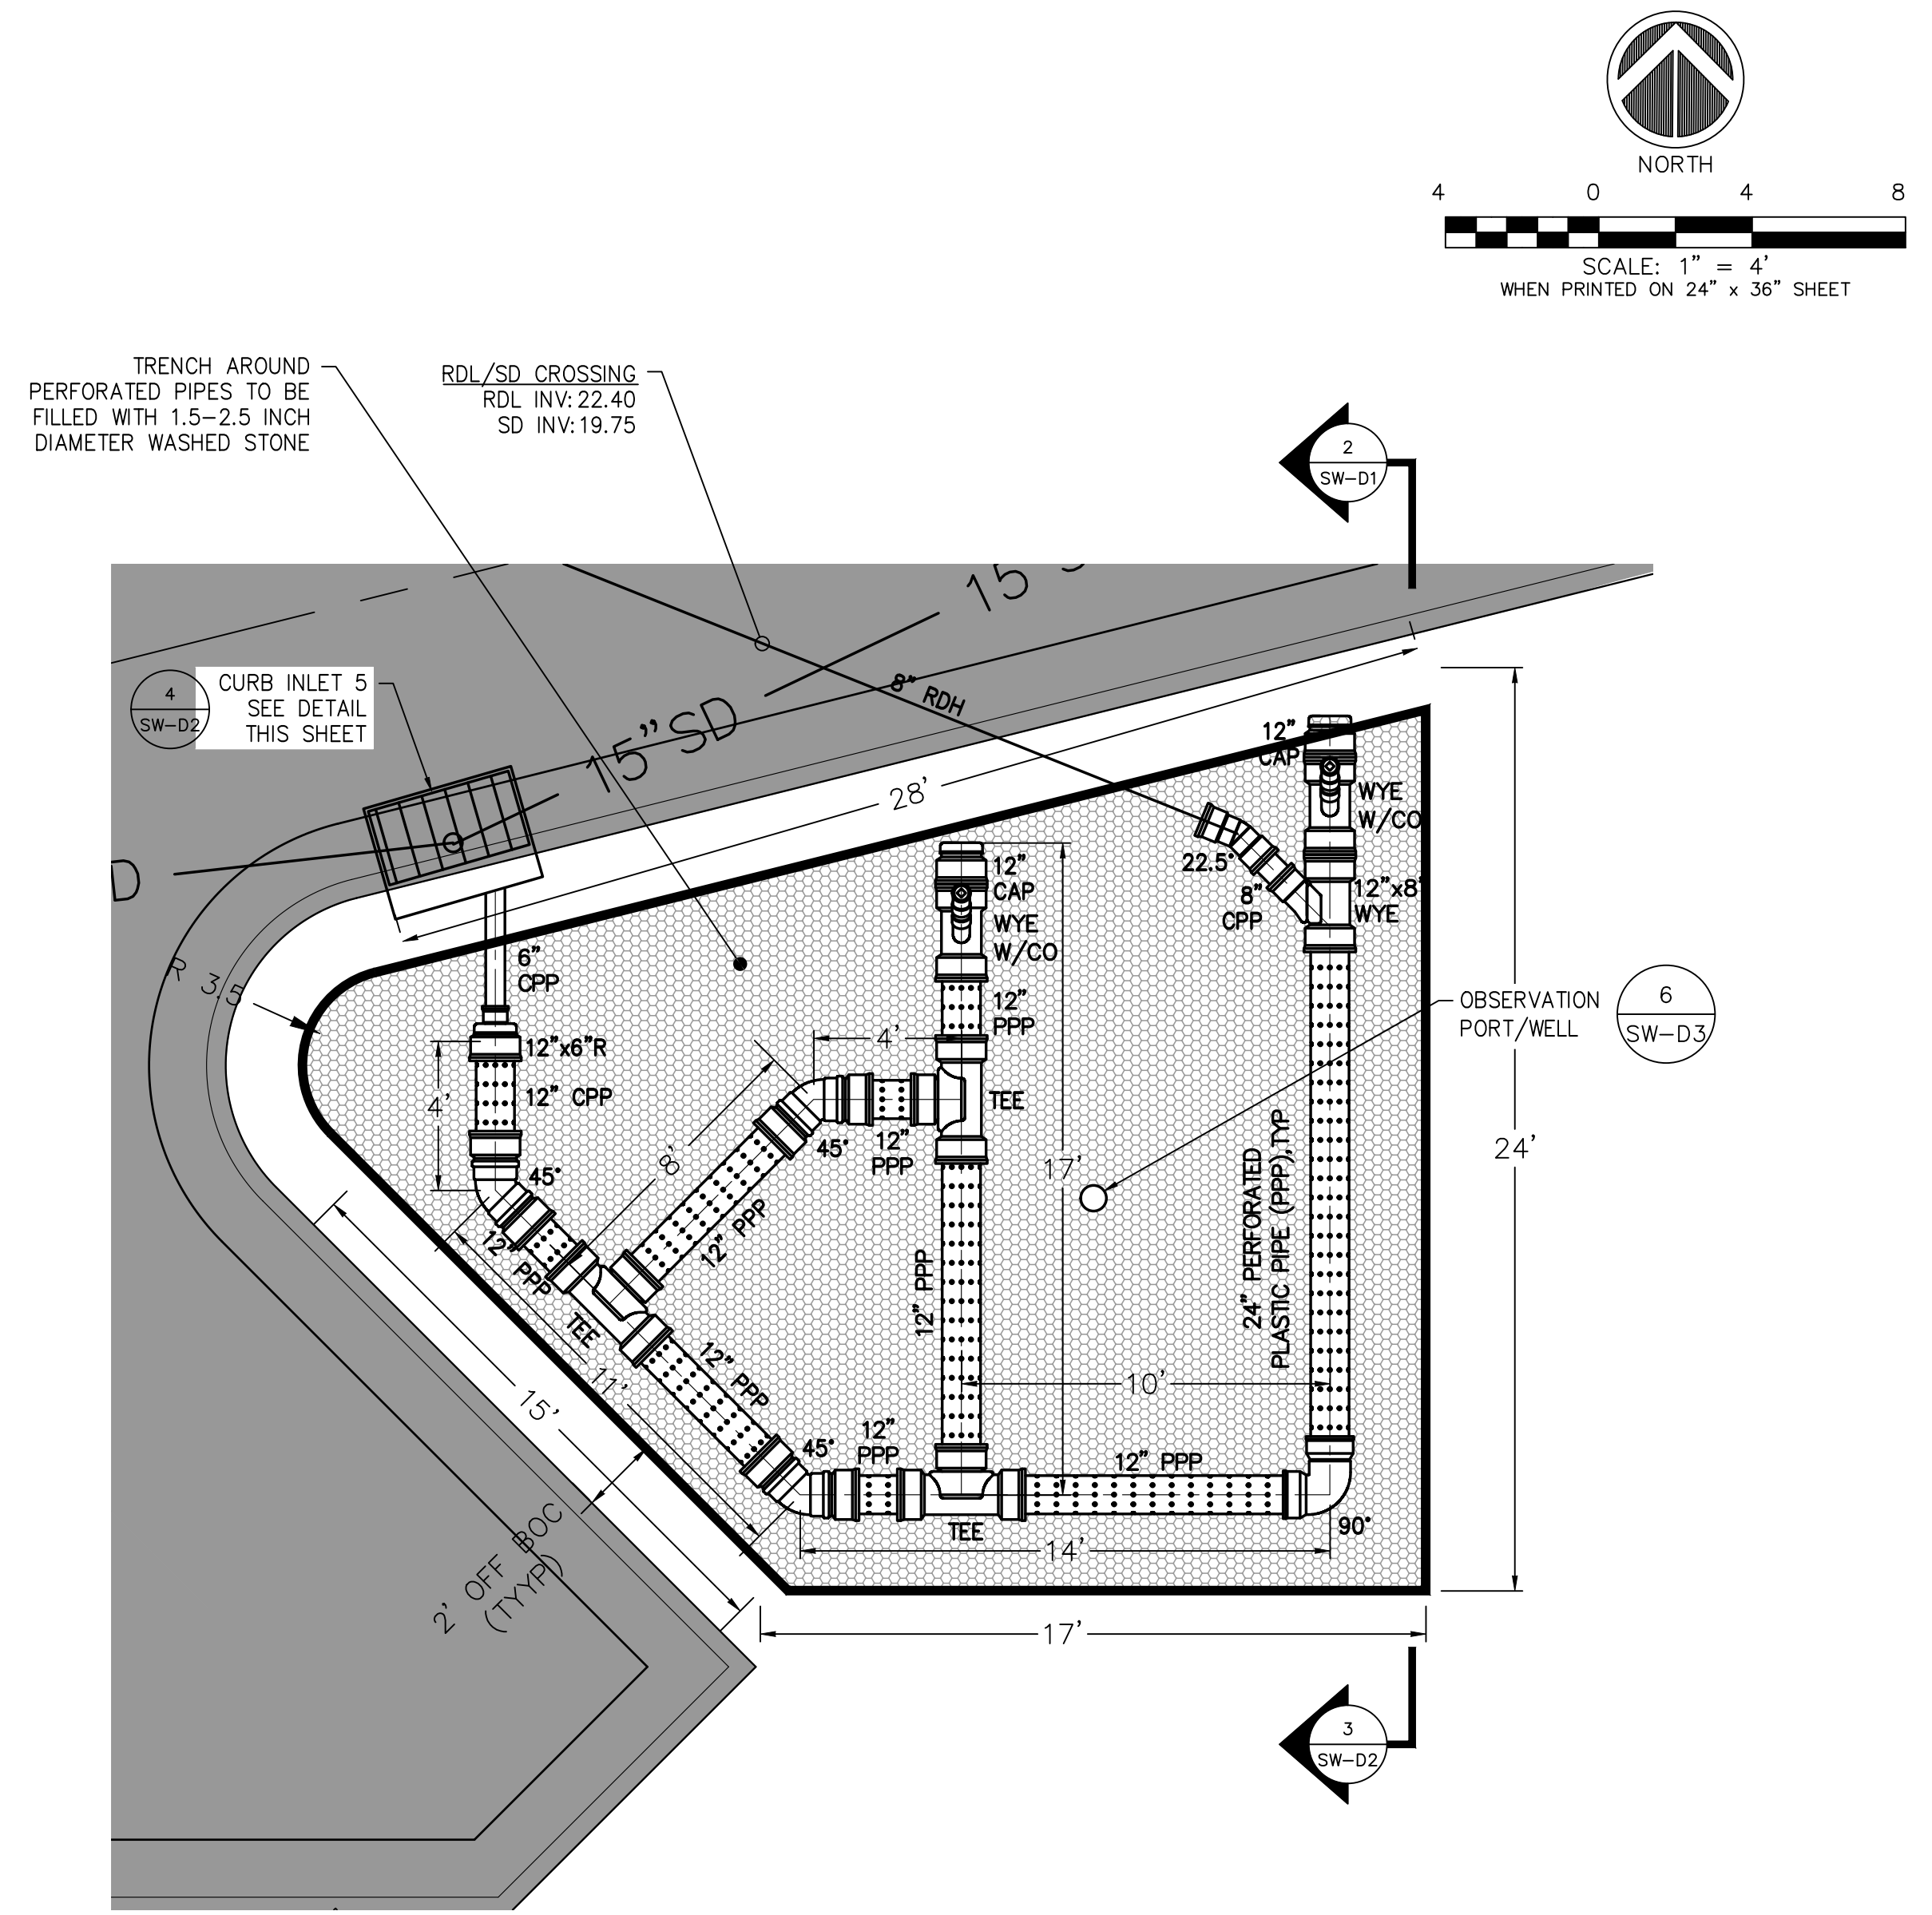 NORTH
4 0 4 8
SCALE: 1” = 4’
WHEN PRINTED ON 24” x 36” SHEET
TRENCH AROUND
PERFORATED PIPES TO BE
FILLED WITH 1.5–2.5 INCH
DIAMETER WASHED STONE
RDL/SD CROSSING
RDL INV: 22.40
SD INV: 19.75
2
SW–D1
4
SW–D2
CURB INLET 5
SEE DETAIL
THIS SHEET
15”SD
15
D
8” RDH
28’
R 3.5
12”
CAP
WYE
W/CO
22.5°
8”
CPP
12”x8”
WYE
12”
CAP
WYE
W/CO
12”
PPP
6”
CPP
12”x6”R
12” CPP
4’
4’
45°
45°
12”
PPP
TEE
8’
12” PPP
12”
PPP
TEE
12” PPP
11’
15’
17’
12” PPP
10’
24” PERFORATED
PLASTIC PIPE (PPP),TYP
OBSERVATION
PORT/WELL
6
SW–D3
24’
45°
12”
PPP
12” PPP
TEE
90°
14’
2’ OFF BOC
(TYYP)
17’
3
SW–D2